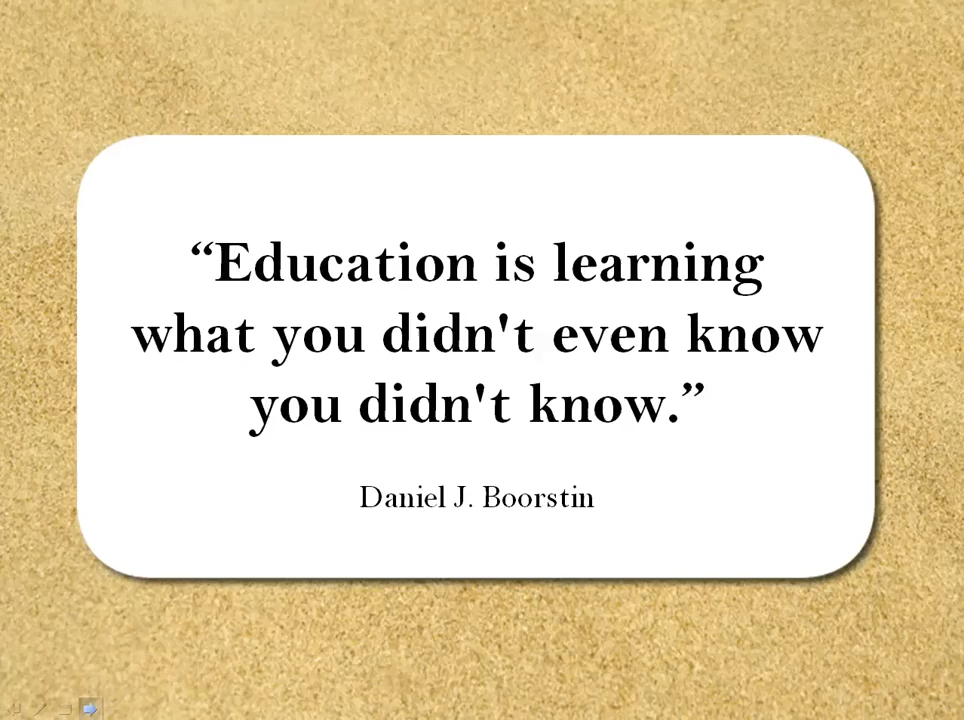 “Education is learning
what you didn't even know
you didn't know.”
Daniel J. Boorstin